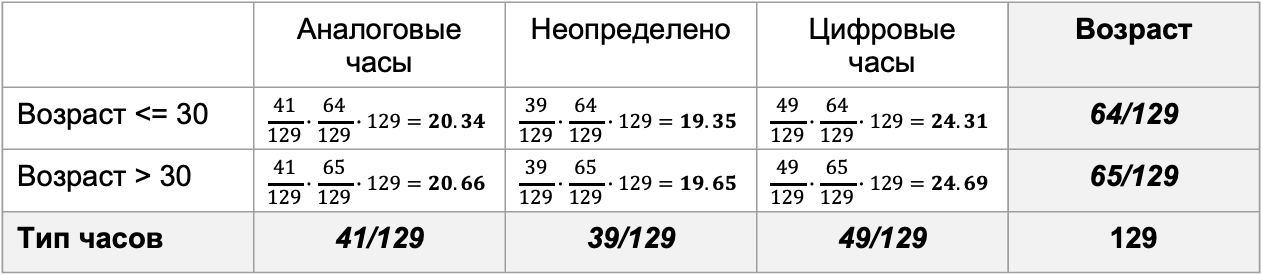 Аналоговые часы Неопределено Цифровые часы Возраст
Возраст <= 30 41/129 · 64/129 · 129 = 20.34 39/129 · 64/129 · 129 = 19.35 49/129 · 64/129 · 129 = 24.31 64/129
Возраст > 30 41/129 · 65/129 · 129 = 20.66 39/129 · 65/129 · 129 = 19.65 49/129 · 65/129 · 129 = 24.69 65/129
Тип часов 41/129 39/129 49/129 129